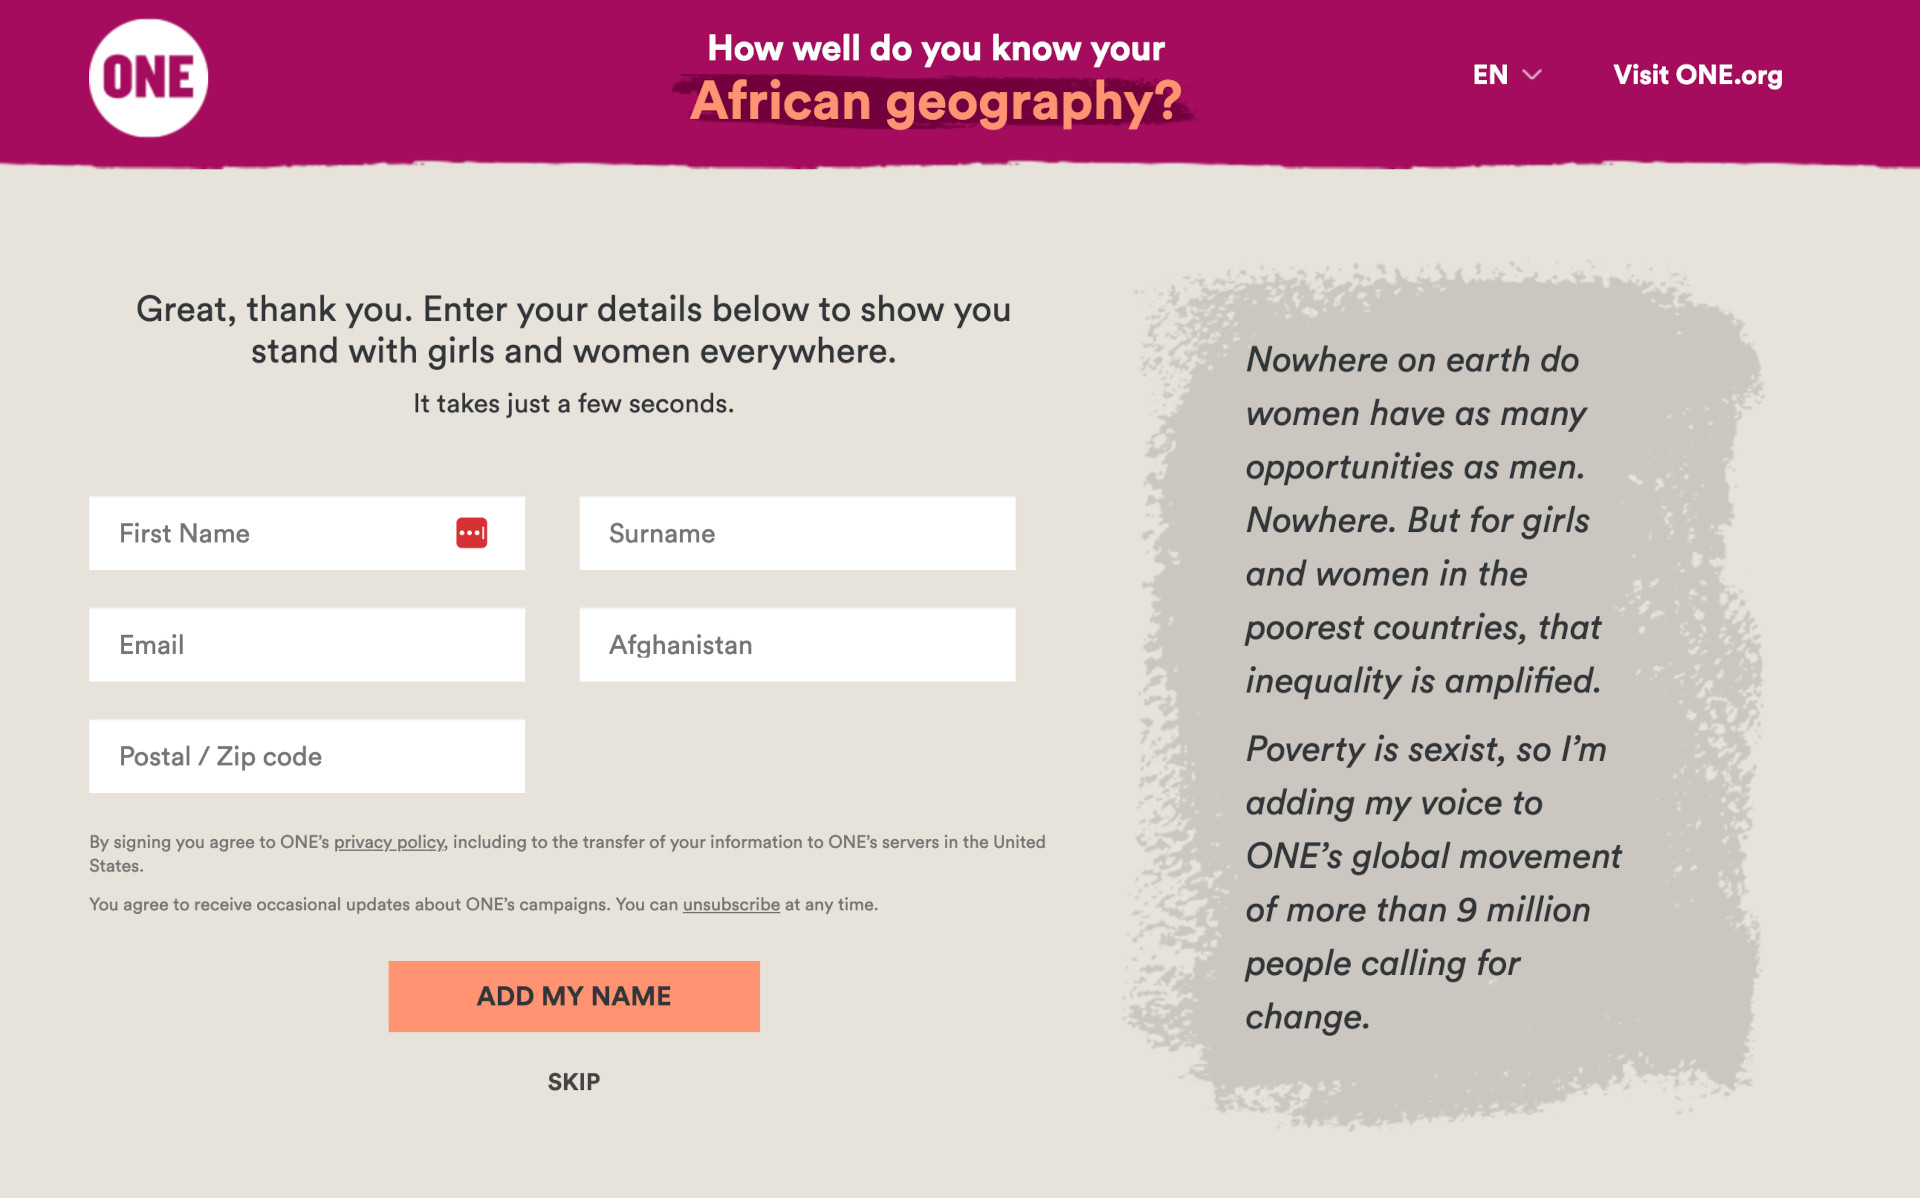 ONE
How well do you know your
African geography?
EN
Visit ONE.org
Great, thank you. Enter your details below to show you
stand with girls and women everywhere.
It takes just a few seconds.
First Name
Surname
Email
Afghanistan
Postal / Zip code
By signing you agree to ONE’s privacy policy, including to the transfer of your information to ONE’s servers in the United
States.
You agree to receive occasional updates about ONE’s campaigns. You can unsubscribe at any time.
ADD MY NAME
SKIP
Nowhere on earth do
women have as many
opportunities as men.
Nowhere. But for girls
and women in the
poorest countries, that
inequality is amplified.
Poverty is sexist, so I’m
adding my voice to
ONE’s global movement
of more than 9 million
people calling for
change.